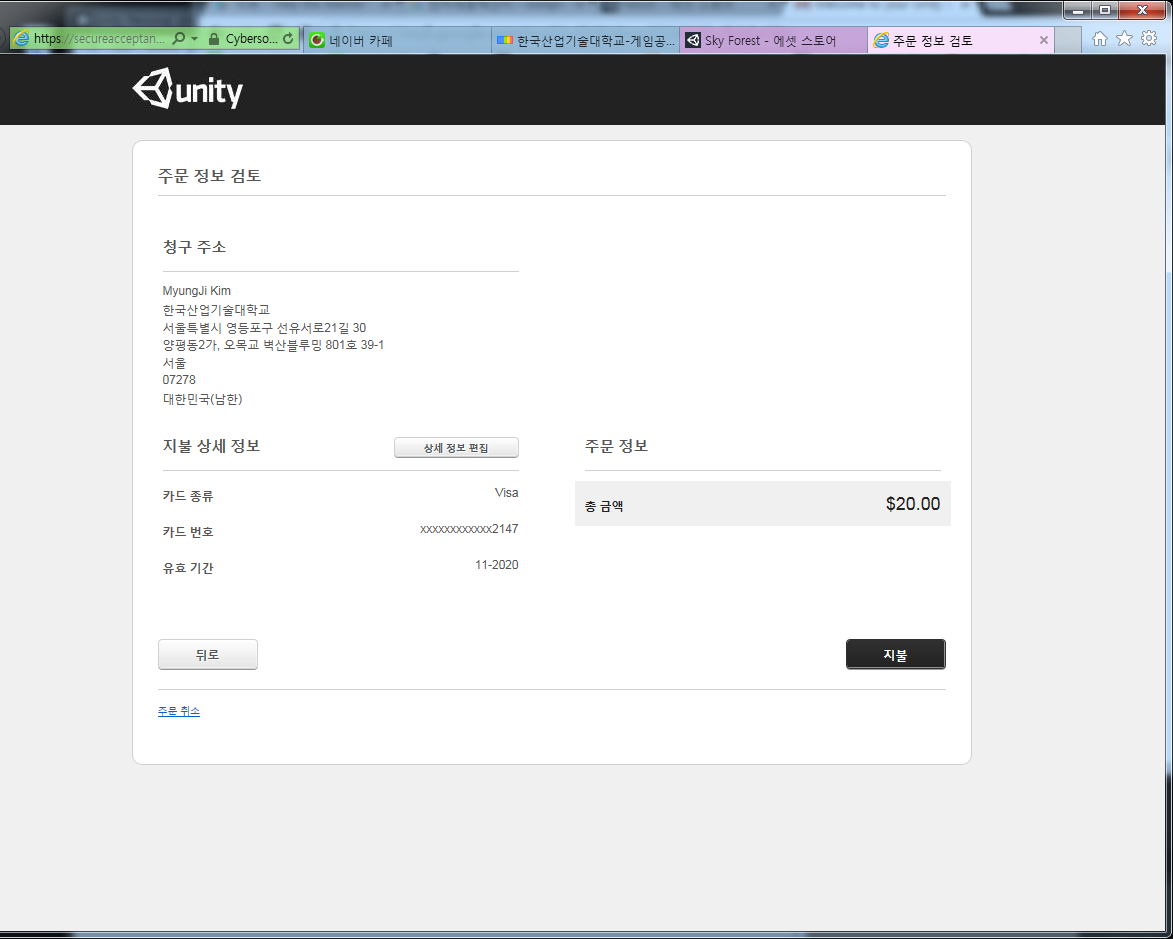 https://secureacceptan... Cyberso... 네이버 카페 한국산업기술대학교-게임공... Sky Forest - 에셋 스토어 주문 정보 검토
unity
주문 정보 검토
청구 주소
MyungJi Kim
한국산업기술대학교
서울특별시 영등포구 선유서로21길 30
양평동2가, 오목교 벽산블루밍 801호 39-1
서울
07278
대한민국(남한)
지불 상세 정보 상세 정보 편집 주문 정보
카드 종류 Visa 총 금액 $20.00
카드 번호 xxxxxxxxxxxx2147
유효 기간 11-2020
뒤로 지불
주문 취소